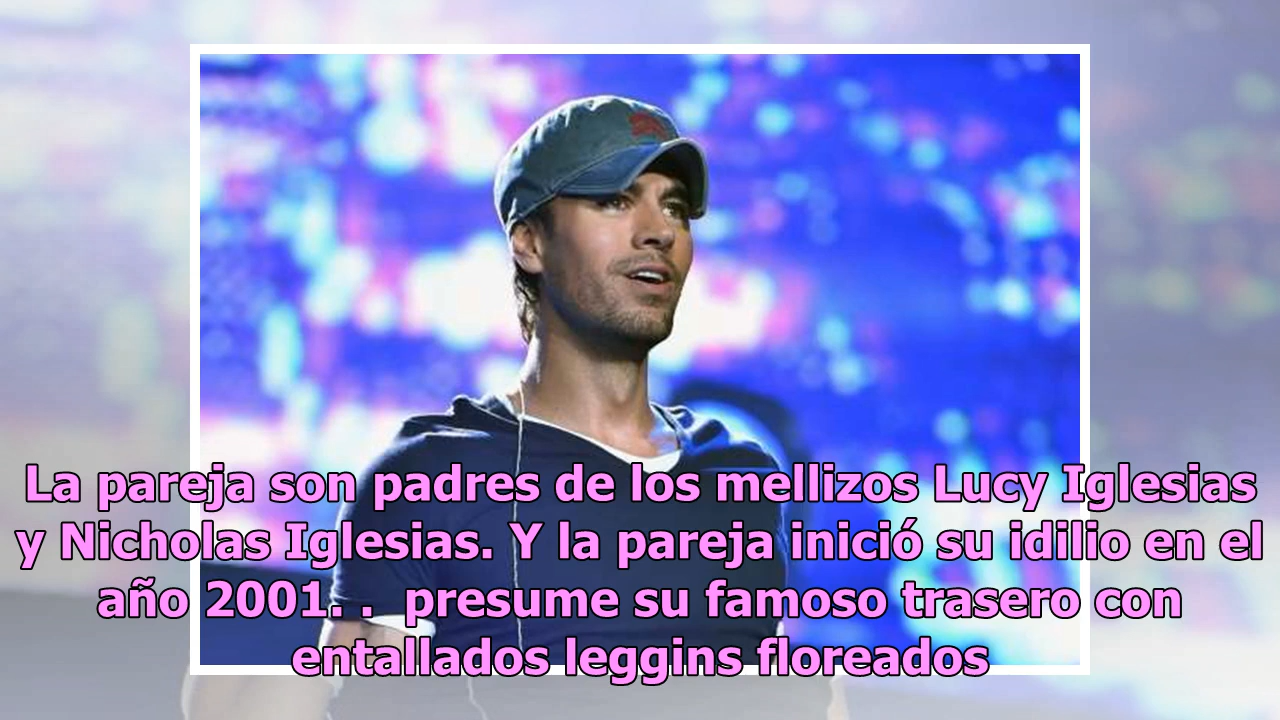 La pareja son padres de los mellizos Lucy Iglesias
y Nicholas Iglesias. Y la pareja inició su idilio en el
año 2001. .  presume su famoso trasero con
entallados leggins floreados